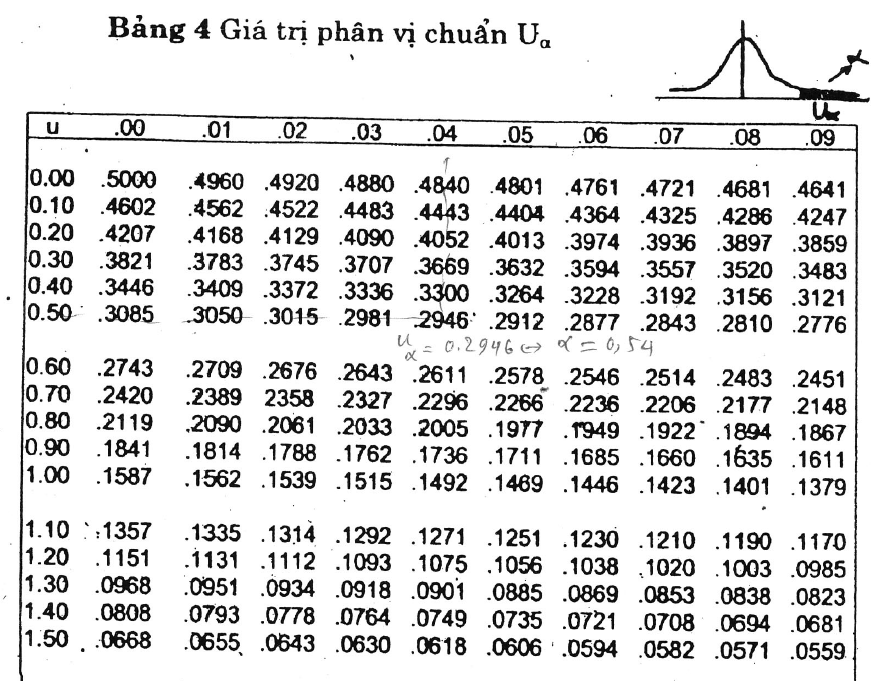 Bảng 4 Giá trị phân vị chuẩn Uα
α
Uα
u .00 .01 .02 .03 .04 .05 .06 .07 .08 .09
0.00 .5000 .4960 .4920 .4880 .4840 .4801 .4761 .4721 .4681 .4641
0.10 .4602 .4562 .4522 .4483 .4443 .4404 .4364 .4325 .4286 .4247
0.20 .4207 .4168 .4129 .4090 .4052 .4013 .3974 .3936 .3897 .3859
0.30 .3821 .3783 .3745 .3707 .3669 .3632 .3594 .3557 .3520 .3483
0.40 .3446 .3409 .3372 .3336 .3300 .3264 .3228 .3192 .3156 .3121
0.50 .3085 .3050 .3015 .2981 .2946 .2912 .2877 .2843 .2810 .2776
uα = 0.2946 ↔ α = 0,54
0.60 .2743 .2709 .2676 .2643 .2611 .2578 .2546 .2514 .2483 .2451
0.70 .2420 .2389 2358 .2327 .2296 .2266 .2236 .2206 .2177 .2148
0.80 .2119 .2090 .2061 .2033 .2005 .1977 .1949 .1922 .1894 .1867
0.90 .1841 .1814 .1788 .1762 .1736 .1711 .1685 .1660 .1635 .1611
1.00 .1587 .1562 .1539 .1515 .1492 .1469 .1446 .1423 .1401 .1379
1.10 .1357 .1335 .1314 .1292 .1271 .1251 .1230 .1210 .1190 .1170
1.20 .1151 .1131 .1112 .1093 .1075 .1056 .1038 .1020 .1003 .0985
1.30 .0968 .0951 .0934 .0918 .0901 .0885 .0869 .0853 .0838 .0823
1.40 .0808 .0793 .0778 .0764 .0749 .0735 .0721 .0708 .0694 .0681
1.50 .0668 .0655 .0643 .0630 .0618 .0606 .0594 .0582 .0571 .0559